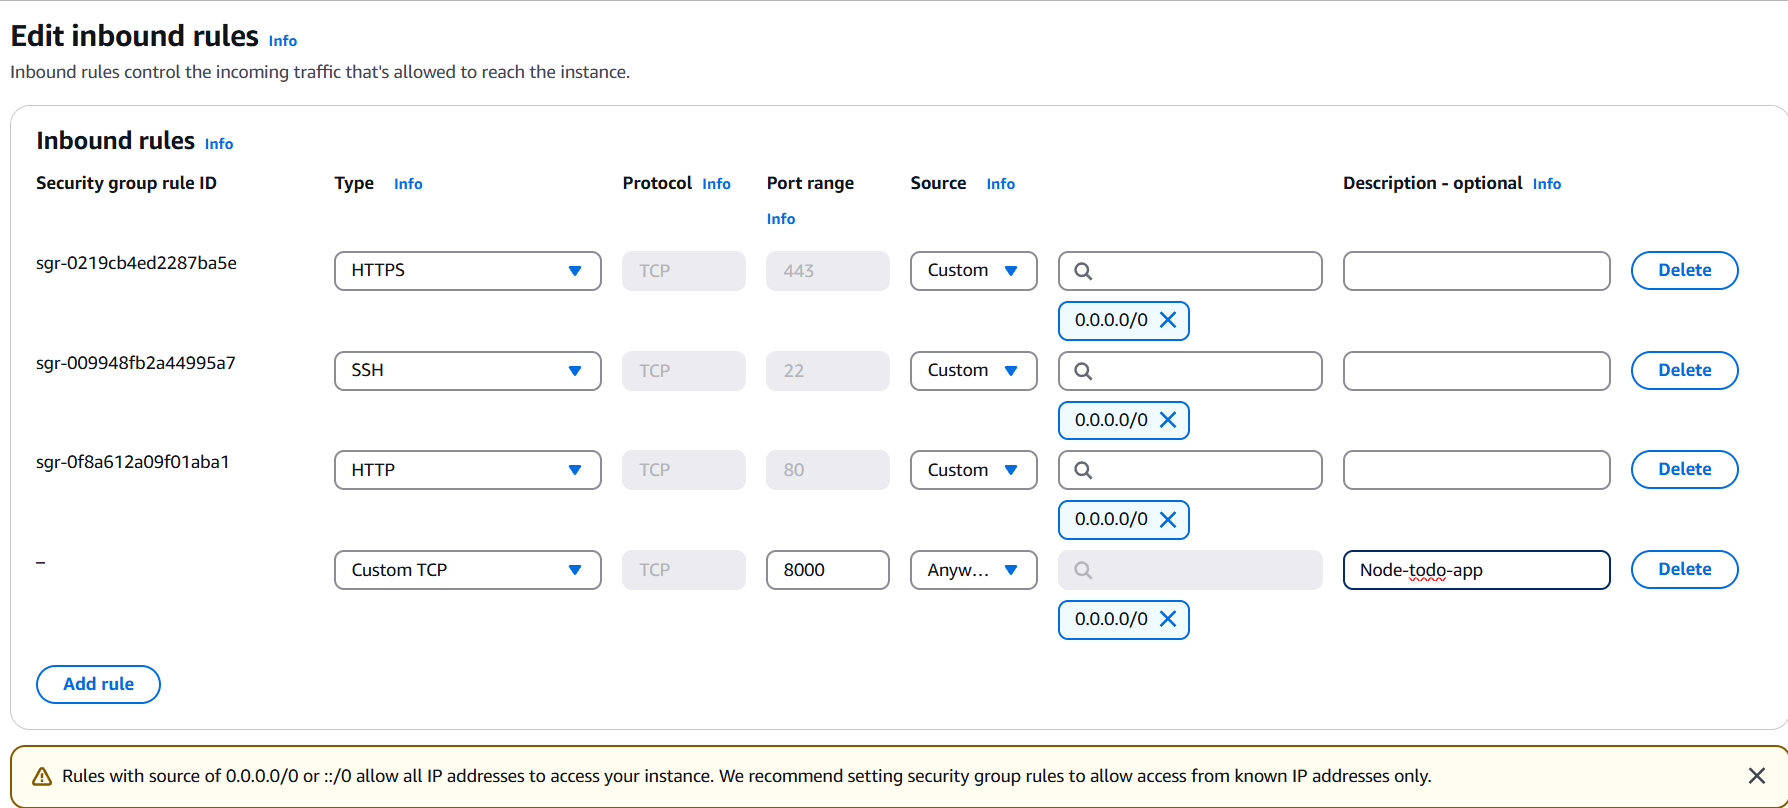 Edit inbound rules Info
Inbound rules control the incoming traffic that's allowed to reach the instance.
Inbound rules Info
Security group rule ID Type Info Protocol Info Port range Info Source Info Description - optional Info
sgr-0219cb4ed2287ba5e HTTPS TCP 443 Custom Delete
0.0.0.0/0
sgr-009948fb2a44995a7 SSH TCP 22 Custom Delete
0.0.0.0/0
sgr-0f8a612a09f01aba1 HTTP TCP 80 Custom Delete
0.0.0.0/0
– Custom TCP TCP 8000 Anyw... Node-todo-app Delete
0.0.0.0/0
Add rule
Rules with source of 0.0.0.0/0 or ::/0 allow all IP addresses to access your instance. We recommend setting security group rules to allow access from known IP addresses only.